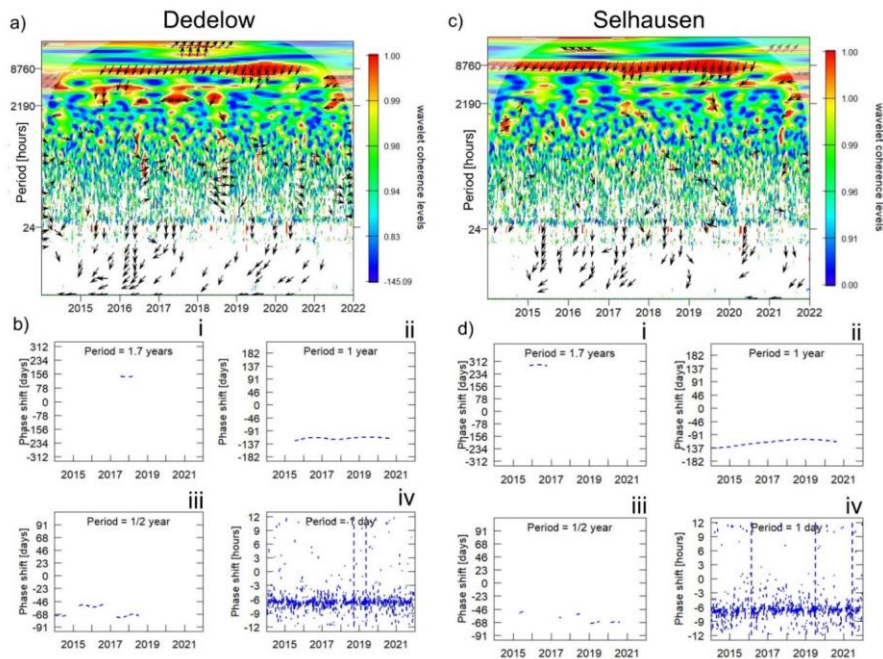 Dedelow
Selhausen
a)
c)
8760
2190
24
Period [hours]
2015 2016 2017 2018 2019 2020 2021 2022
1.00
0.99
0.98
0.94
0.83
-145.09
wavelet coherence levels
8760
2190
24
Period [hours]
2015 2016 2017 2018 2019 2020 2021 2022
1.00
1.00
0.99
0.96
0.91
0.00
wavelet coherence levels
b)
i
Period = 1.7 years
Phase shift [days]
312
234
156
78
0
-78
-156
-234
-312
2015 2017 2019 2021
ii
Period = 1 year
Phase shift [days]
182
137
91
46
0
-46
-91
-137
-182
2015 2017 2019 2021
iii
Period = 1/2 year
Phase shift [days]
91
68
46
23
0
-23
-46
-68
-91
2015 2017 2019 2021
iv
Period = 1 day
Phase shift [hours]
12
9
6
3
0
-3
-6
-9
-12
2015 2017 2019 2021
d)
i
Period = 1.7 years
Phase shift [days]
312
234
156
78
0
-78
-156
-234
-312
2015 2017 2019 2021
ii
Period = 1 year
Phase shift [days]
182
137
91
46
0
-46
-91
-137
-182
2015 2017 2019 2021
iii
Period = 1/2 year
Phase shift [days]
91
68
46
23
0
-23
-46
-68
-91
2015 2017 2019 2021
iv
Period = 1 day
Phase shift [hours]
12
9
6
3
0
-3
-6
-9
-12
2015 2017 2019 2021